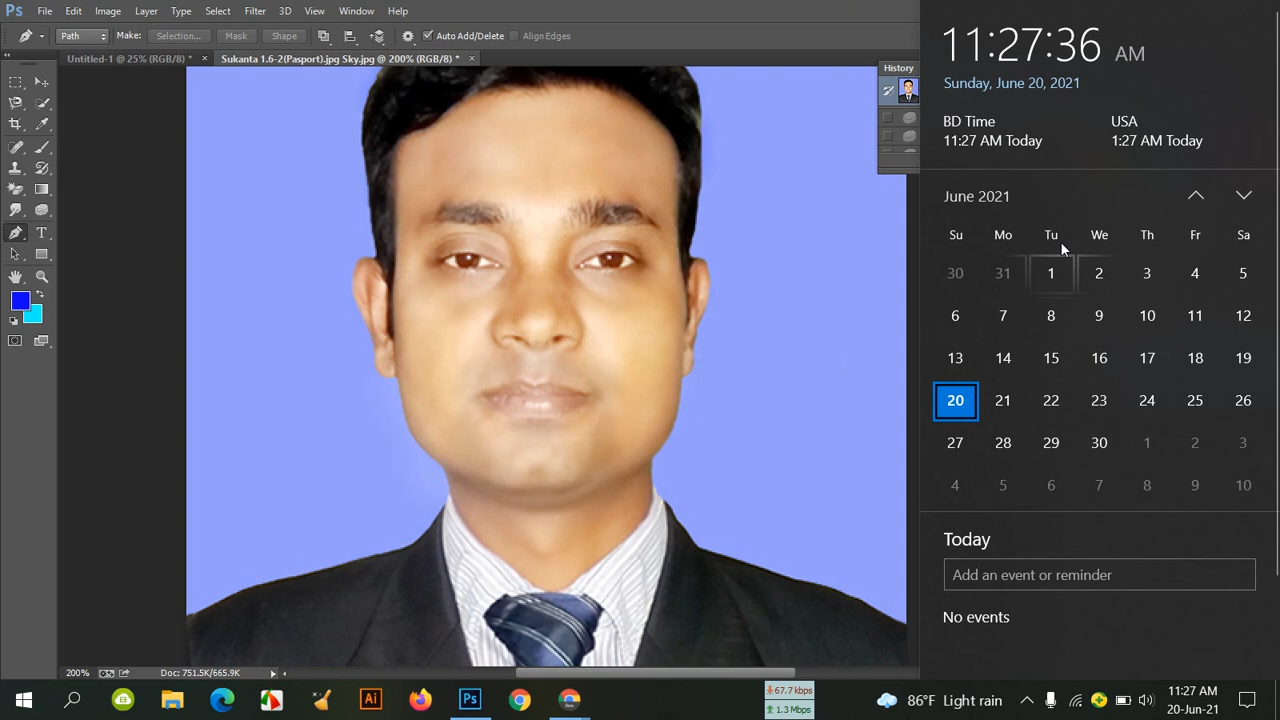 Ps File Edit Image Layer Type Select Filter 3D View Window Help
Path Make: Selection... Mask Shape Auto Add/Delete Align Edges
Untitled-1 @ 25% (RGB/8) * × Sukanta 1.6-2(Pasport).jpg Sky.jpg @ 200% (RGB/8) * ×
History
T
200% Doc: 751.5K/665.9K
11:27:36 AM
Sunday, June 20, 2021
BD Time USA
11:27 AM Today 1:27 AM Today
June 2021
Su Mo Tu We Th Fr Sa
30 31 1 2 3 4 5
6 7 8 9 10 11 12
13 14 15 16 17 18 19
20 21 22 23 24 25 26
27 28 29 30 1 2 3
4 5 6 7 8 9 10
Today
Add an event or reminder
No events
Ai Ps 67.7 kbps 86°F Light rain 1:27 AM
1.3 Mbps 20-Jun-21